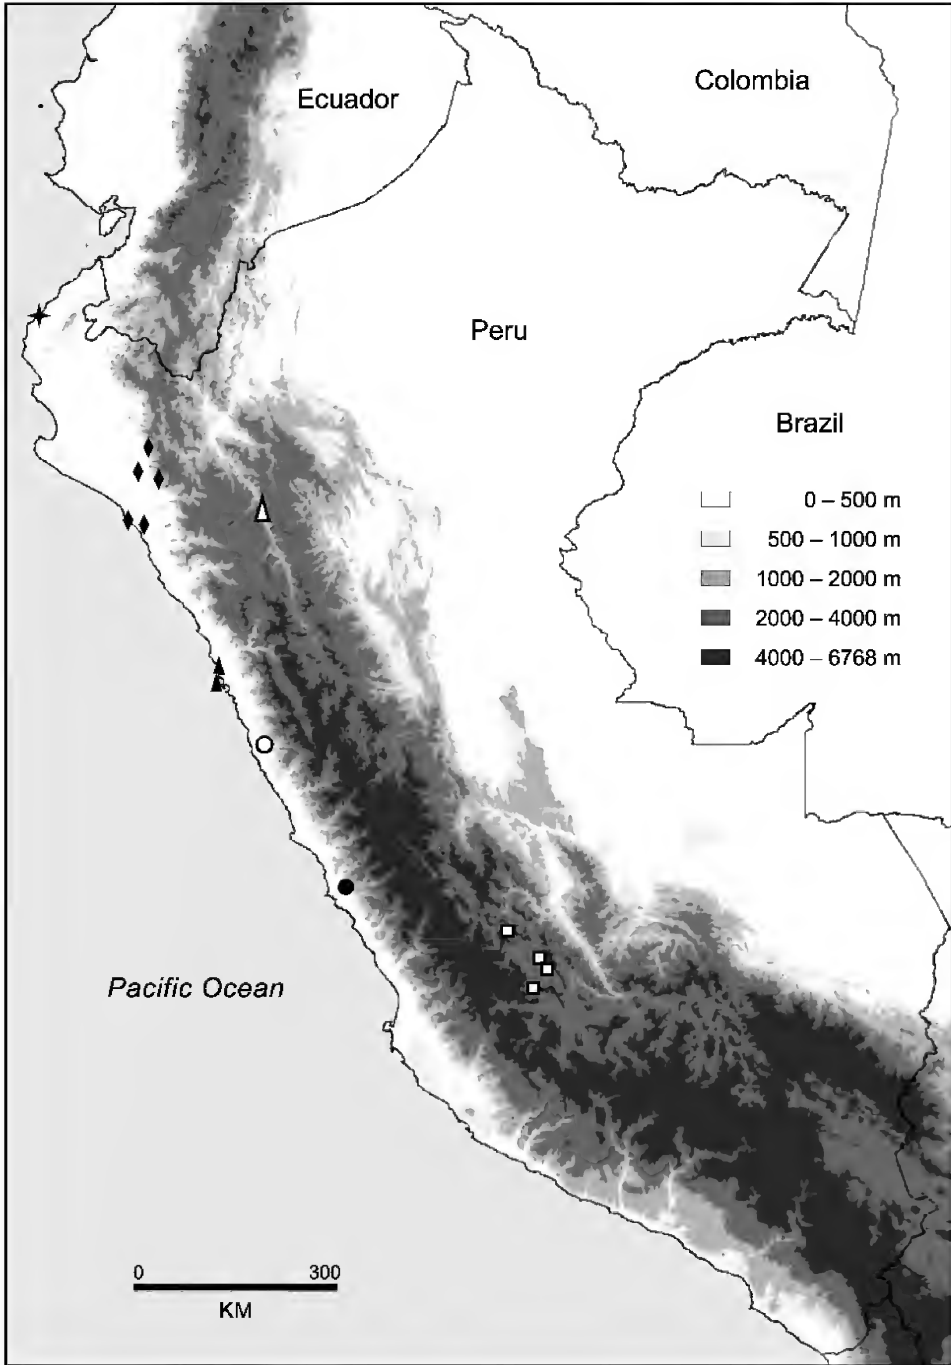 Colombia
Ecuador
Peru
Brazil
0 – 500 m
500 – 1000 m
1000 – 2000 m
2000 – 4000 m
4000 – 6768 m
Pacific Ocean
0 300
KM